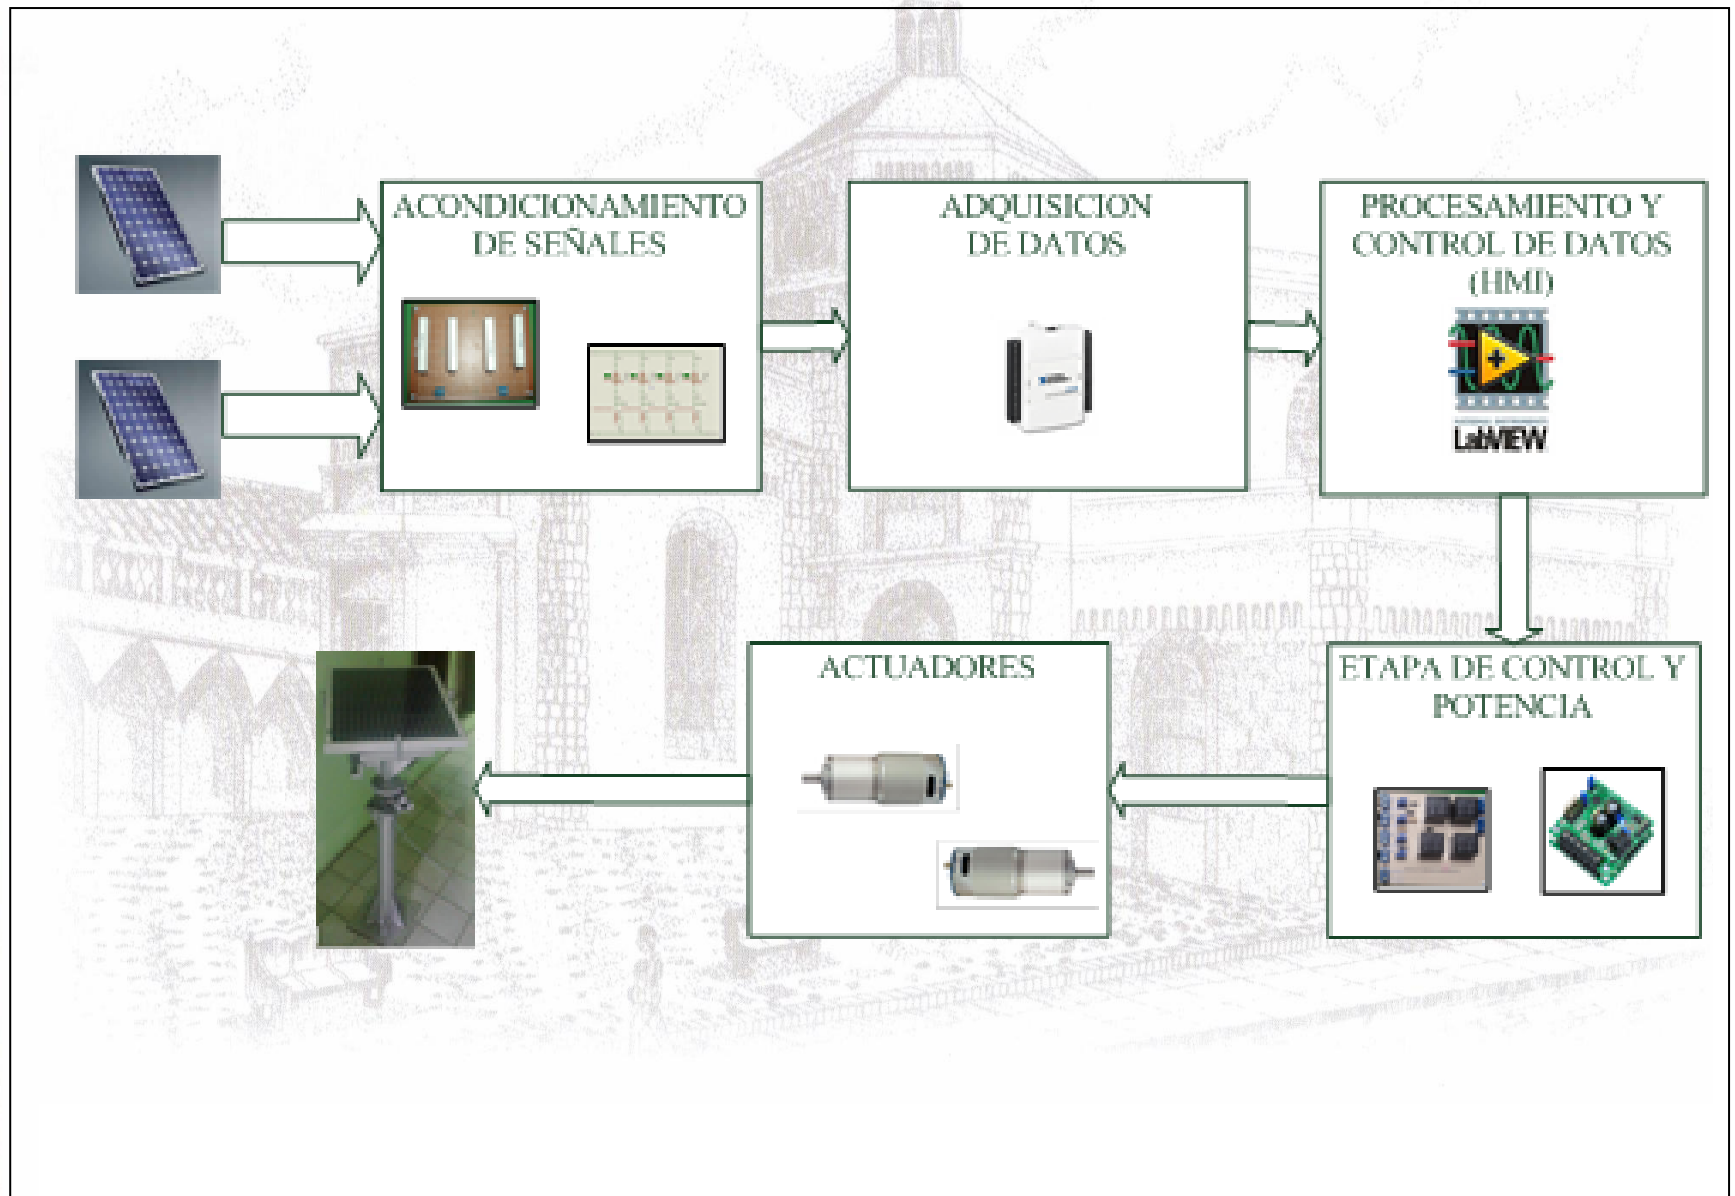 ACONDICIONAMIENTO
DE SEÑALES
ADQUISICION
DE DATOS
PROCESAMIENTO Y
CONTROL DE DATOS
(HMI)
LabVIEW
ACTUADORES
ETAPA DE CONTROL Y
POTENCIA